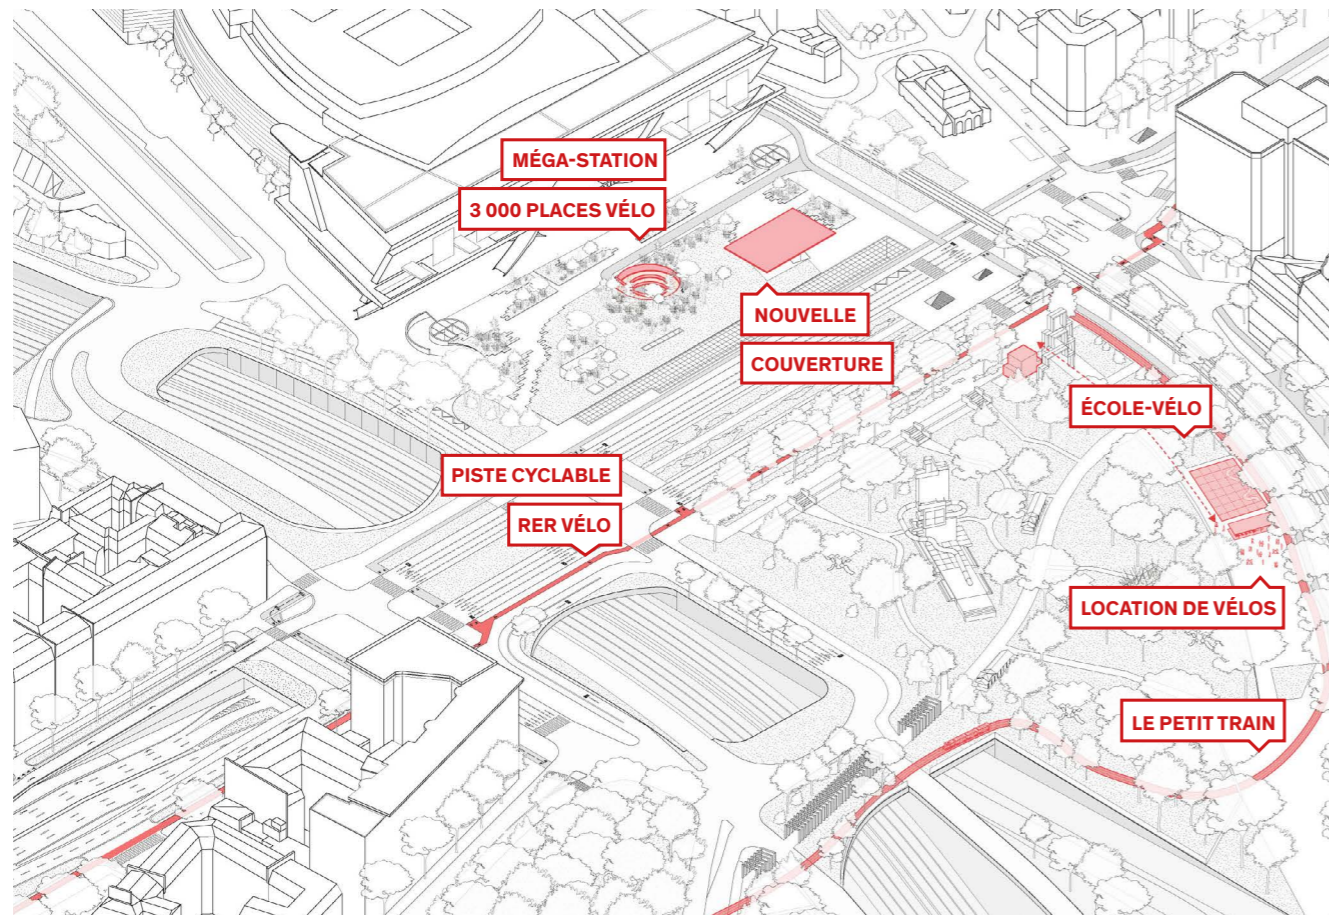 MÉGA-STATION
3 000 PLACES VÉLO
NOUVELLE
COUVERTURE
ÉCOLE-VÉLO
PISTE CYCLABLE
RER VÉLO
LOCATION DE VÉLOS
LE PETIT TRAIN